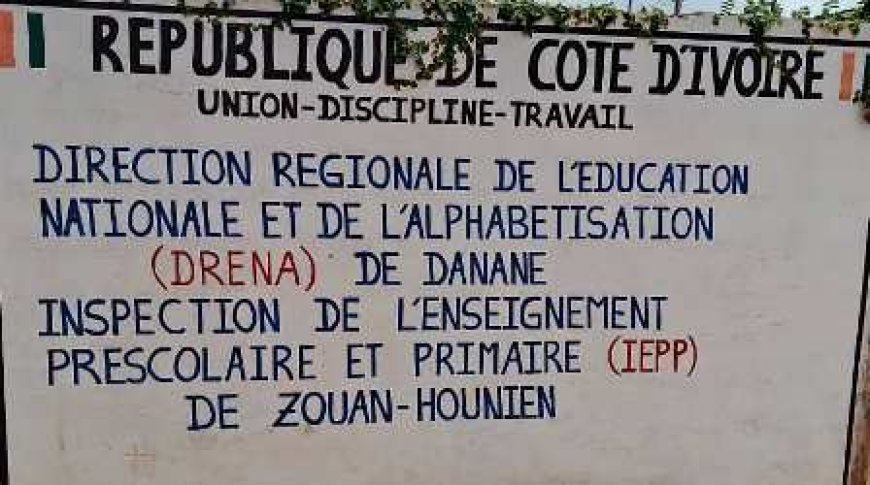 REPUBLIQUE DE COTE D'IVOIRE
UNION-DISCIPLINE-TRAVAIL
DIRECTION REGIONALE DE L'EDUCATION
NATIONALE ET DE L'ALPHABETISATION
(DRENA) DE DANANE
INSPECTION DE L'ENSEIGNEMENT
PRESCOLAIRE ET PRIMAIRE (IEPP)
DE ZOUAN-HOUNIEN